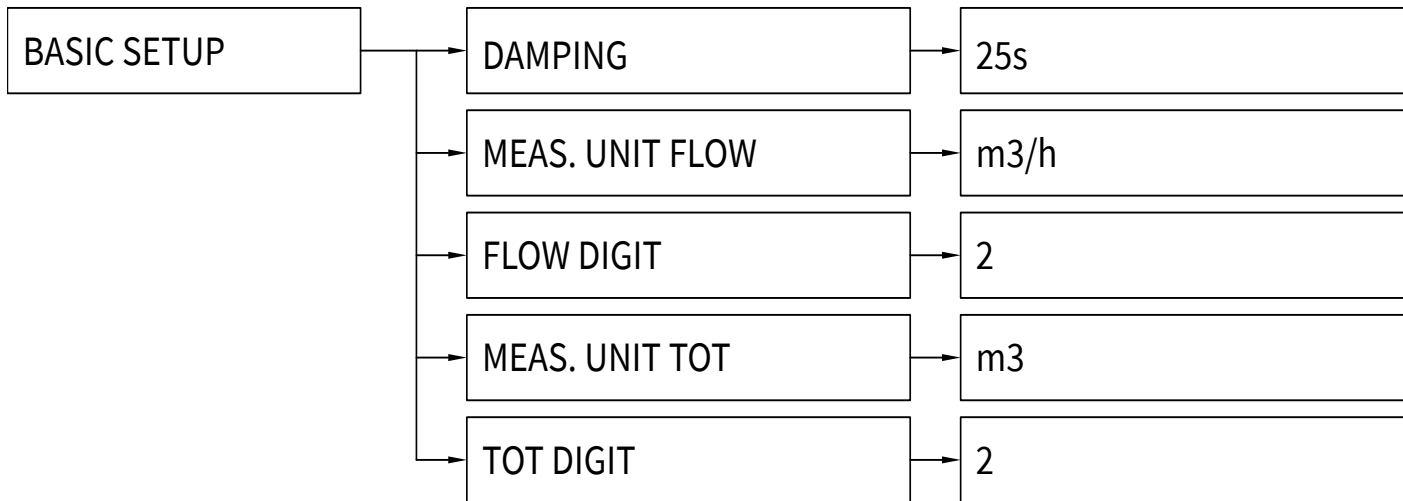 BASIC SETUP
DAMPING
25s
MEAS. UNIT FLOW
m3/h
FLOW DIGIT
2
MEAS. UNIT TOT
m3
TOT DIGIT
2